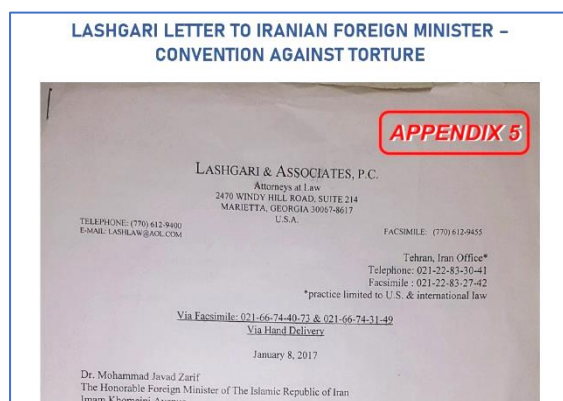 LASHGARI LETTER TO IRANIAN FOREIGN MINISTER –
CONVENTION AGAINST TORTURE
APPENDIX 5
LASHGARI & ASSOCIATES, P.C.
Attorneys at Law
2470 WINDY HILL ROAD, SUITE 214
MARIETTA, GEORGIA 30067-8617
U.S.A.
TELEPHONE: (770) 612-9400
E-MAIL: LASHLAW@AOL.COM
FACSIMILE: (770) 612-9455
Tehran, Iran Office*
Telephone: 021-22-83-30-41
Facsimile : 021-22-83-27-42
*practice limited to U.S. & international law
Via Facsimile: 021-66-74-40-73 & 021-66-74-31-49
Via Hand Delivery
January 8, 2017
Dr. Mohammad Javad Zarif
The Honorable Foreign Minister of The Islamic Republic of Iran
Imam Khomeini Avenue